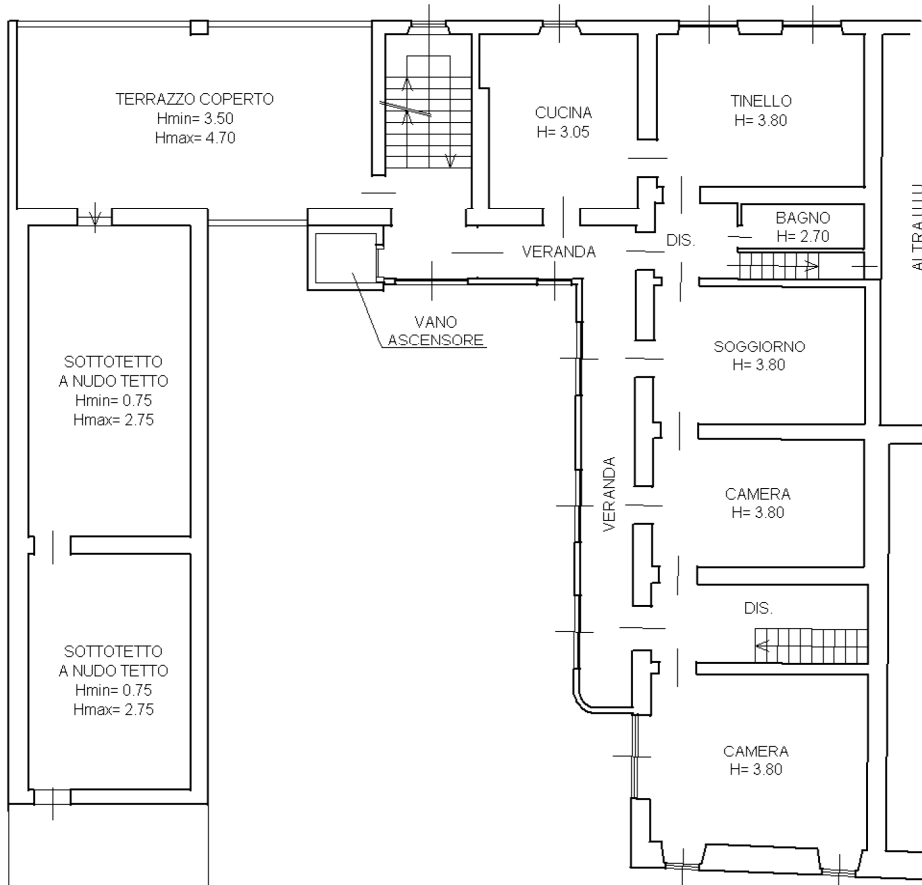 TERRAZZO COPERTO
Hmin= 3.50
Hmax= 4.70
CUCINA
H= 3.05
TINELLO
H= 3.80
BAGNO
H= 2.70
DIS.
VERANDA
VANO
ASCENSORE
SOTTOTETTO
A NUDO TETTO
Hmin= 0.75
Hmax= 2.75
SOGGIORNO
H= 3.80
VERANDA
CAMERA
H= 3.80
DIS.
SOTTOTETTO
A NUDO TETTO
Hmin= 0.75
Hmax= 2.75
CAMERA
H= 3.80